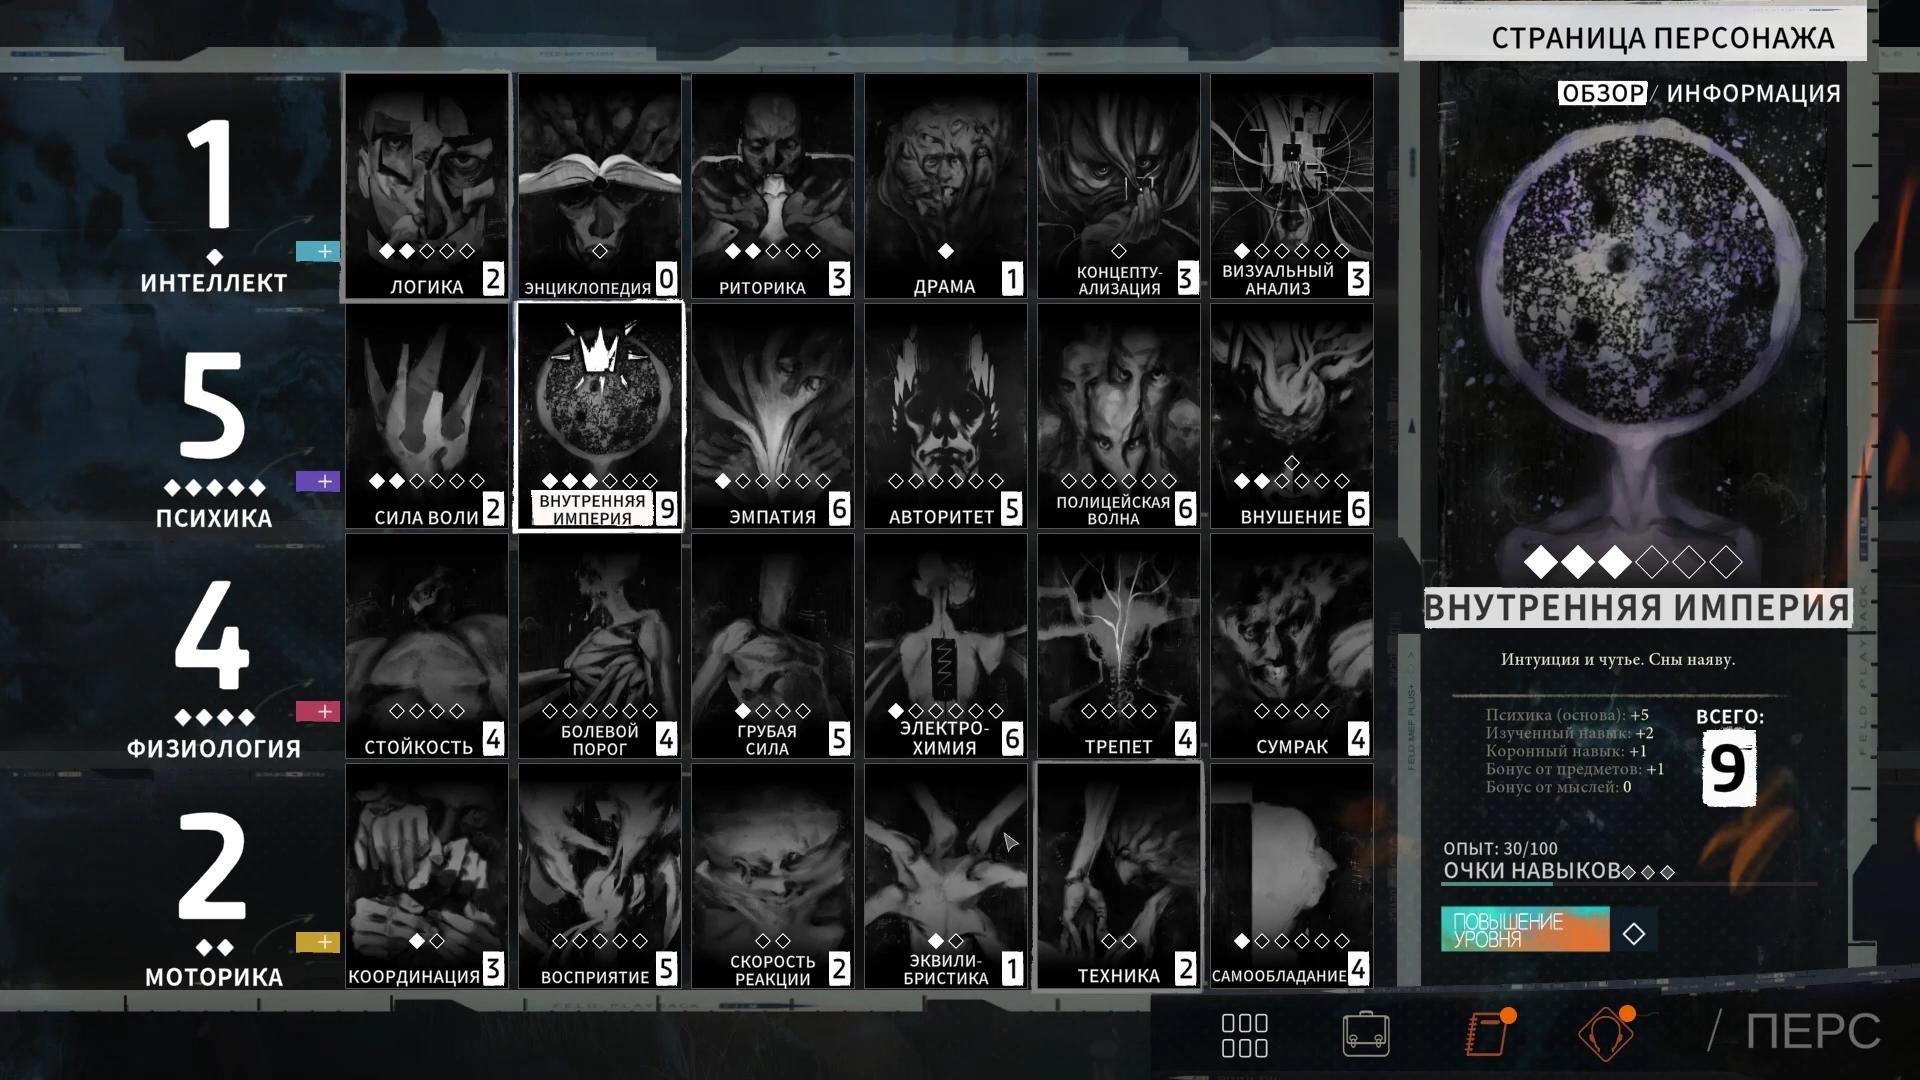 СТРАНИЦА ПЕРСОНАЖА
ОБЗОР / ИНФОРМАЦИЯ
1
ИНТЕЛЛЕКТ
+
ЛОГИКА 2
ЭНЦИКЛОПЕДИЯ 0
РИТОРИКА 3
ДРАМА 1
КОНЦЕПТУ-
АЛИЗАЦИЯ 3
ВИЗУАЛЬНЫЙ
АНАЛИЗ 3
5
ПСИХИКА
+
СИЛА ВОЛИ 2
ВНУТРЕННЯЯ
ИМПЕРИЯ 9
ЭМПАТИЯ 6
АВТОРИТЕТ 5
ПОЛИЦЕЙСКАЯ
ВОЛНА 6
ВНУШЕНИЕ 6
4
ФИЗИОЛОГИЯ
+
СТОЙКОСТЬ 4
БОЛЕВОЙ
ПОРОГ 4
ГРУБАЯ
СИЛА 5
ЭЛЕКТРО-
ХИМИЯ 6
ТРЕПЕТ 4
СУМРАК 4
2
МОТОРИКА
+
КООРДИНАЦИЯ 3
ВОСПРИЯТИЕ 5
СКОРОСТЬ
РЕАКЦИИ 2
ЭКВИЛИ-
БРИСТИКА 1
ТЕХНИКА 2
САМООБЛАДАНИЕ 4
ВНУТРЕННЯЯ ИМПЕРИЯ
Интуиция и чутье. Сны наяву.
Психика (основа): +5
Изученный навык: +2
Коронный навык: +1
Бонус от предметов: +1
Бонус от мыслей: 0
ВСЕГО:
9
ОПЫТ: 30/100
ОЧКИ НАВЫКОВ
ПОВЫШЕНИЕ
УРОВНЯ
/ ПЕРС